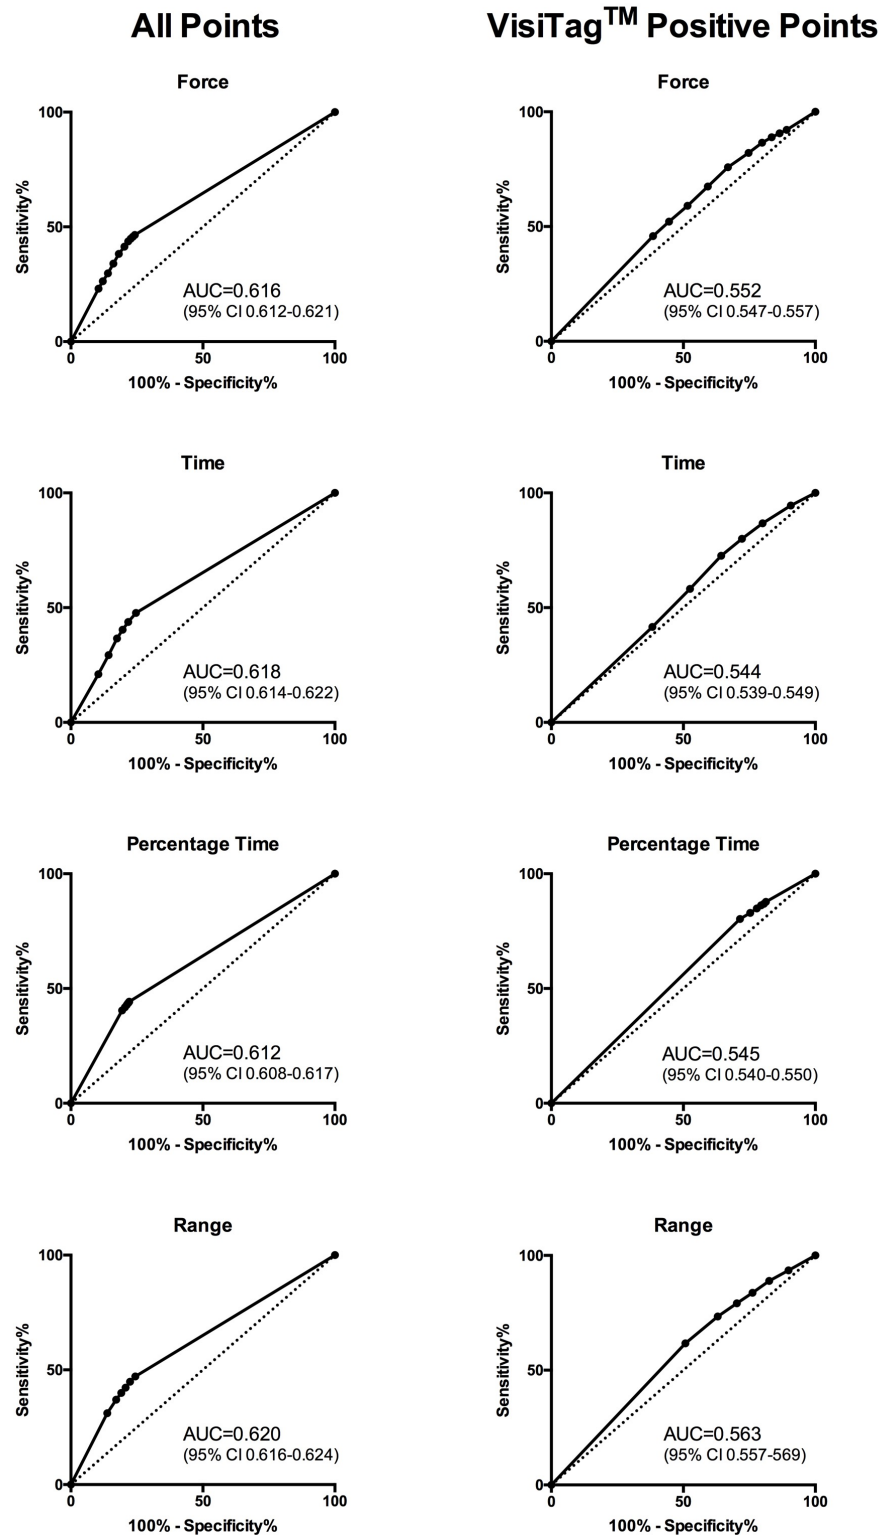 All Points
VisiTag™ Positive Points
Force
100
50
0
Sensitivity%
AUC=0.616
(95% CI 0.612-0.621)
0 50 100
100% - Specificity%
Force
100
50
0
Sensitivity%
AUC=0.552
(95% CI 0.547-0.557)
0 50 100
100% - Specificity%
Time
100
50
0
Sensitivity%
AUC=0.618
(95% CI 0.614-0.622)
0 50 100
100% - Specificity%
Time
100
50
0
Sensitivity%
AUC=0.544
(95% CI 0.539-0.549)
0 50 100
100% - Specificity%
Percentage Time
100
50
0
Sensitivity%
AUC=0.612
(95% CI 0.608-0.617)
0 50 100
100% - Specificity%
Percentage Time
100
50
0
Sensitivity%
AUC=0.545
(95% CI 0.540-0.550)
0 50 100
100% - Specificity%
Range
100
50
0
Sensitivity%
AUC=0.620
(95% CI 0.616-0.624)
0 50 100
100% - Specificity%
Range
100
50
0
Sensitivity%
AUC=0.563
(95% CI 0.557-569)
0 50 100
100% - Specificity%